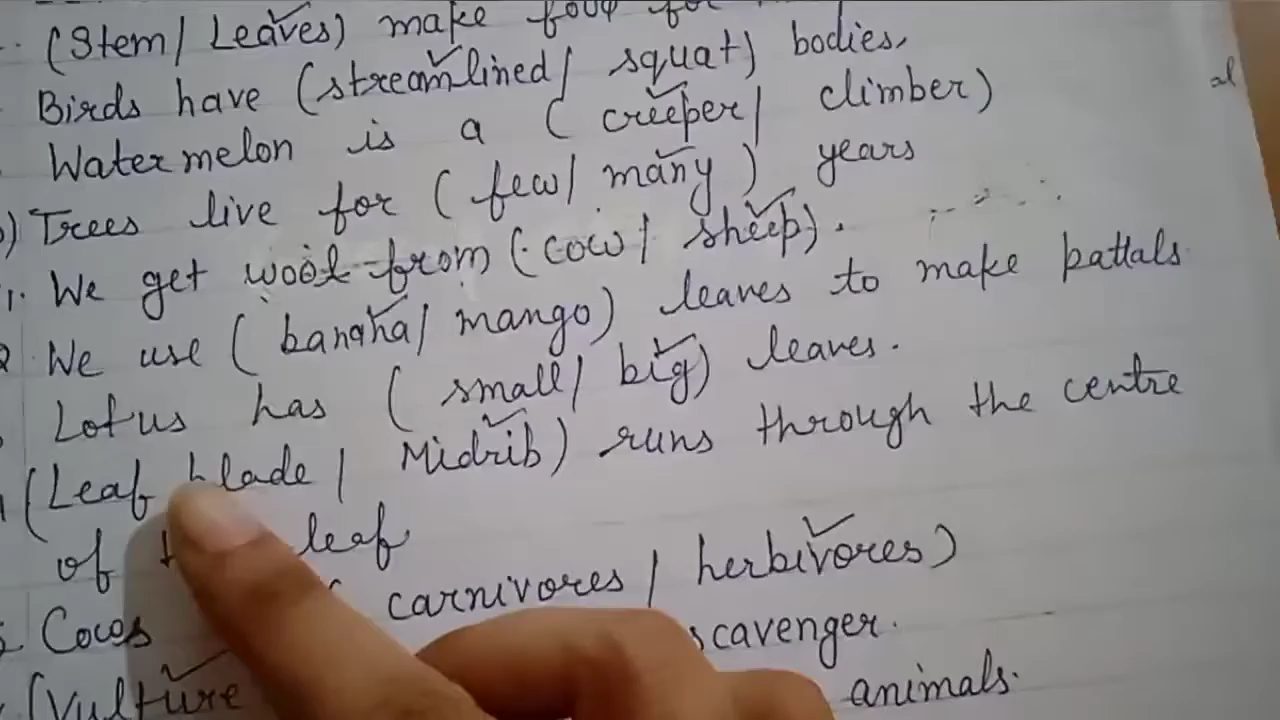 (Stem/ Leaves) make food for
Birds have (streamlined/ squat) bodies,
Watermelon is a (creeper/ climber)
) Trees live for (few/ many) years
1. We get wool from (cow/ sheep).
2 We use (banana/ mango) leaves to make pattals
Lotus has (small/ big) leaves.
(Leaf blade/ Midrib) runs through the centre
of leaf
Cows carnivores / herbivores)
(Vulture scavenger.
animals.